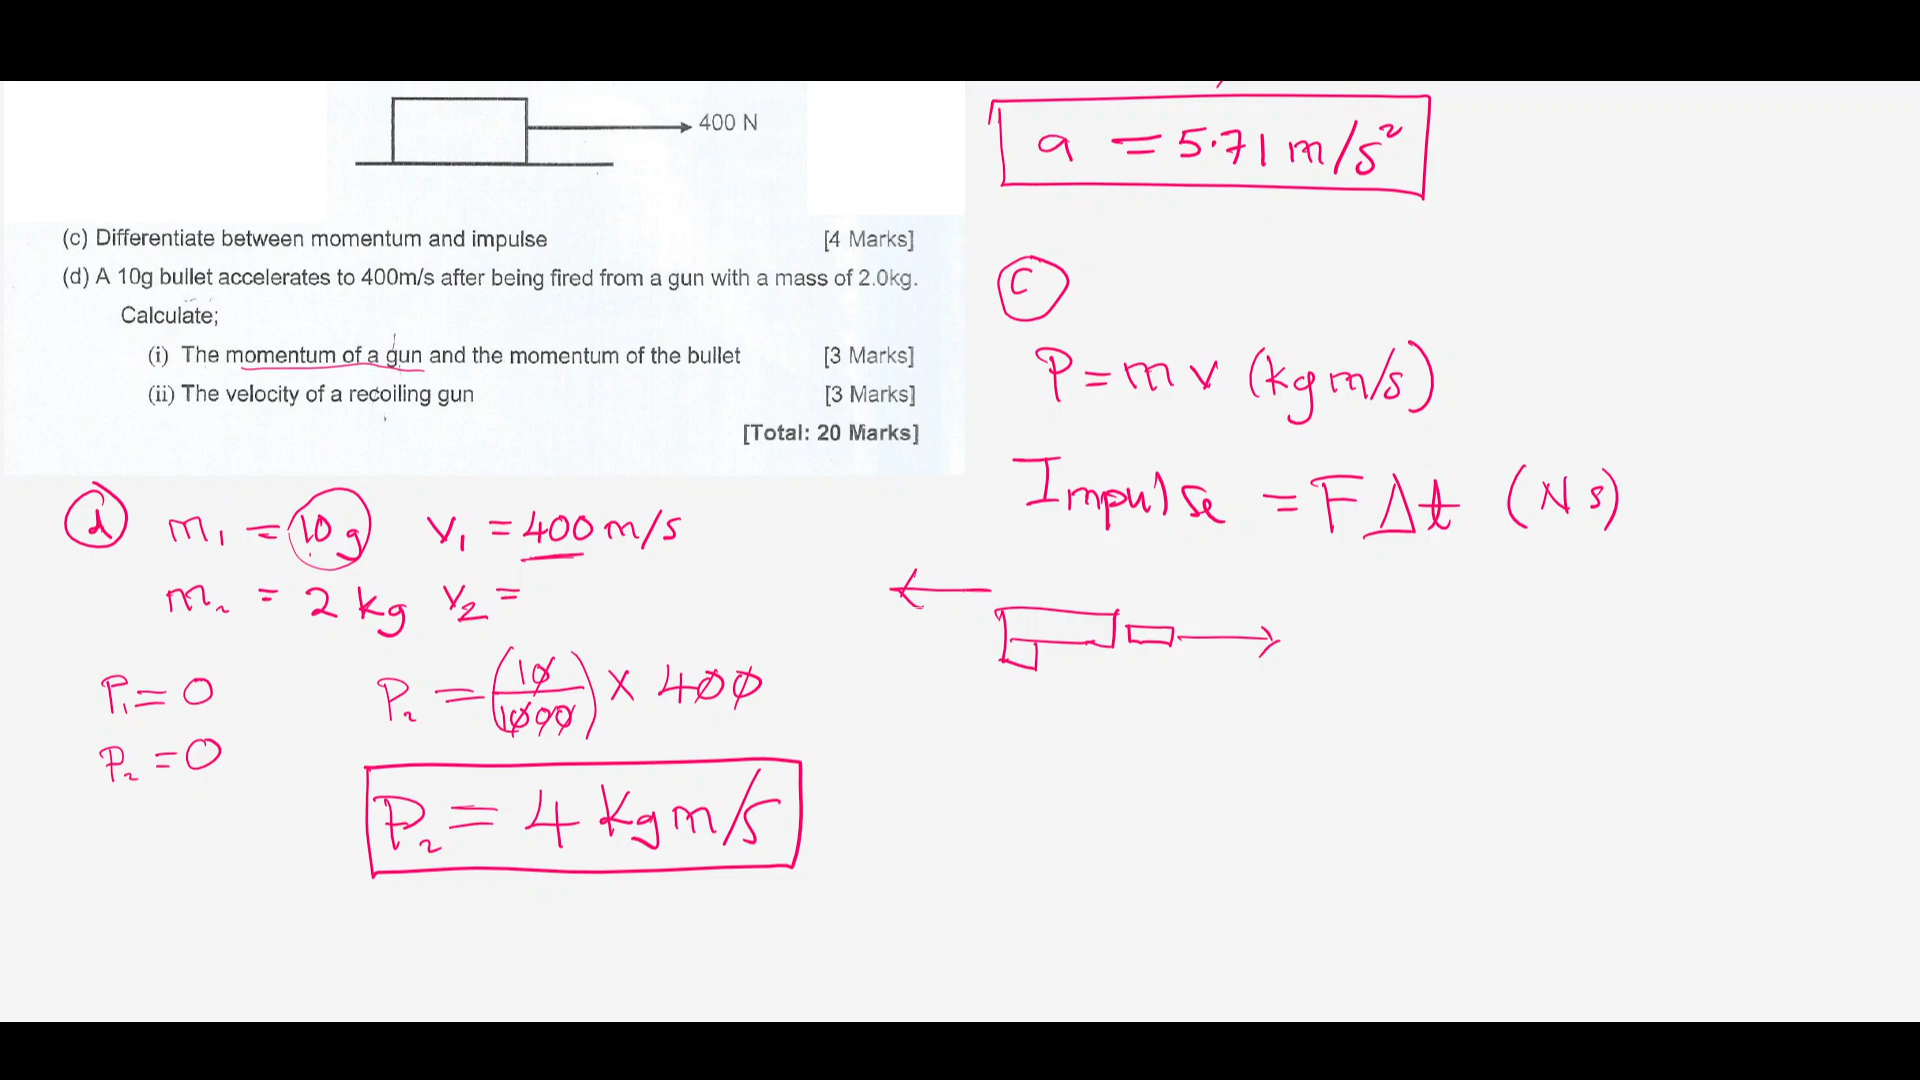 400 N
(c) Differentiate between momentum and impulse [4 Marks]
(d) A 10g bullet accelerates to 400m/s after being fired from a gun with a mass of 2.0kg.
Calculate;
(i) The momentum of a gun and the momentum of the bullet [3 Marks]
(ii) The velocity of a recoiling gun [3 Marks]
[Total: 20 Marks]
d m₁ = 10g v₁ = 400 m/s
m₂ = 2 kg v₂ =
P₁ = 0
P₂ = 0
P₂ = (10/1000) × 400
P₂ = 4 kg m/s
a = 5.71 m/s²
C
P = mv (kg m/s)
Impulse = FΔt (N s)